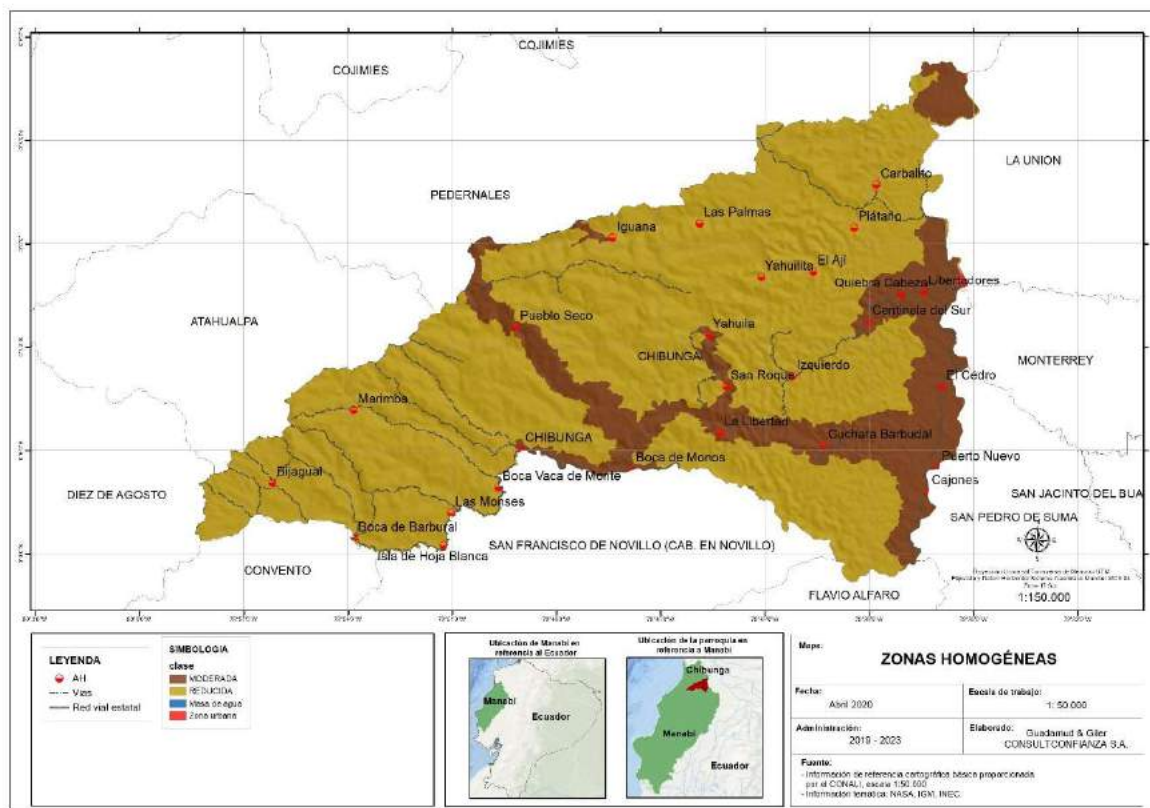 COJIMIES
COJIMIES
LA UNION
Carbalito
PEDERNALES
Las Palmas
Plátano
Iguana
El Ají
Yahuilita
Quiebra Cabeza
Libertadores
Centinela del Sur
ATAHUALPA
Pueblo Seco
Yahuila
CHIBUNGA
MONTERREY
Izquierdo
San Roque
El Cedro
Marimba
La Libertad
CHIBUNGA
Guchara Barbudal
Boca de Monos
Puerto Nuevo
Bijagual
Boca Vaca de Monte
Cajones
DIEZ DE AGOSTO
SAN JACINTO DEL BUA
Las Monses
SAN PEDRO DE SUMA
Boca de Barbural
SAN FRANCISCO DE NOVILLO (CAB. EN NOVILLO)
Isla de Hoja Blanca
CONVENTO
FLAVIO ALFARO
1:150.000
LEYENDA
AH
Vías
Red vial estatal
SIMBOLOGIA
clase
MODERADA
REDUCIDA
Masa de agua
Zona urbana
Ubicación de Manabí en
referencia al Ecuador
Manabí
Ecuador
Ubicación de la parroquia en
referencia a Manabí
Chibunga
Manabí
Ecuador
Mapa:
ZONAS HOMOGÉNEAS
Fecha:
Abril 2020
Escala de trabajo:
1: 50.000
Administración:
2019 - 2023
Elaborado: Guadamud & Giler
CONSULTCONFIANZA S.A.
Fuente:
- Información de referencia cartográfica básica proporcionada
por el CONALI, escala 1:50.000
- Información temática: NASA, IGM, INEC.